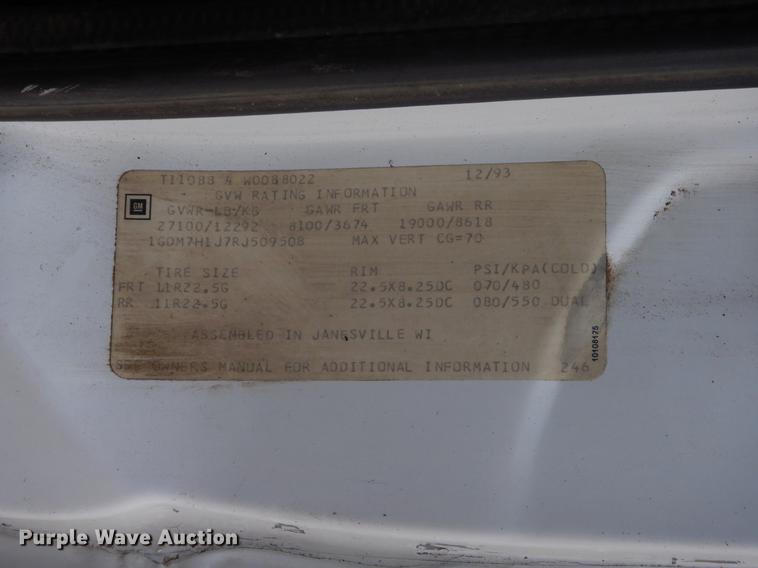 T11088 4 W0088022 12/93
GVW RATING INFORMATION
GM
GVWR-LB/KG GAWR FRT GAWR RR
27100/12292 8100/3674 19000/8618
1GDM7H1J7RJ509508 MAX VERT CG=70
TIRE SIZE RIM PSI/KPA(COLD)
FRT 11R22.5G 22.5X8.25DC 070/480
RR 11R22.5G 22.5X8.25DC 080/550 DUAL
ASSEMBLED IN JANESVILLE WI
10108175
SEE OWNERS MANUAL FOR ADDITIONAL INFORMATION 246
Purple Wave Auction